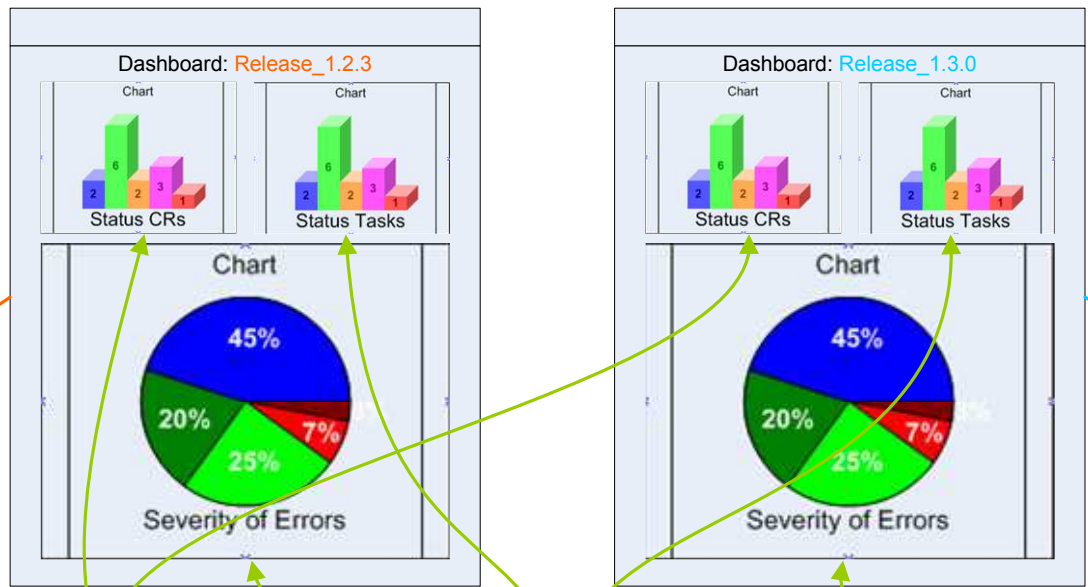 Dashboard: Release_1.2.3
Chart
2
6
2
3
1
Status CRs
Chart
2
6
2
3
1
Status Tasks
Chart
45%
20%
7%
25%
Severity of Errors
Dashboard: Release_1.3.0
Chart
2
6
2
3
1
Status CRs
Chart
2
6
2
3
1
Status Tasks
Chart
45%
20%
7%
25%
Severity of Errors